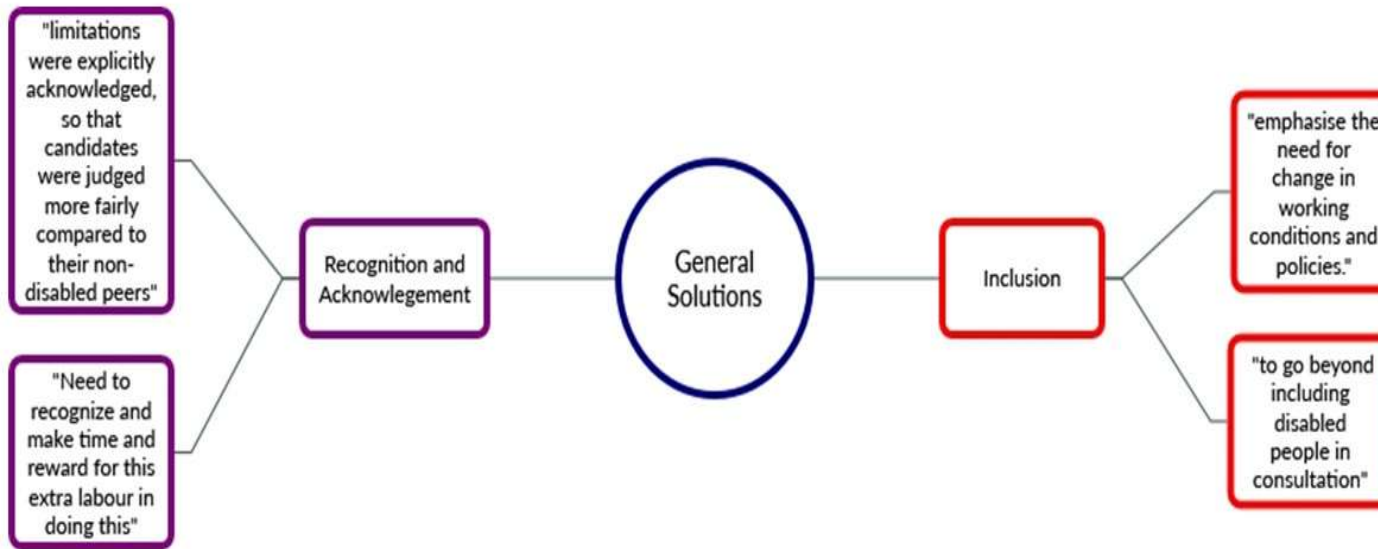 "limitations
were explicitly
acknowledged,
so that
candidates
were judged
more fairly
compared to
their non-
disabled peers"
"Need to
recognize and
make time and
reward for this
extra labour in
doing this"
Recognition and
Acknowlegement
General
Solutions
Inclusion
"emphasise the
need for
change in
working
conditions and
policies."
"to go beyond
including
disabled
people in
consultation"